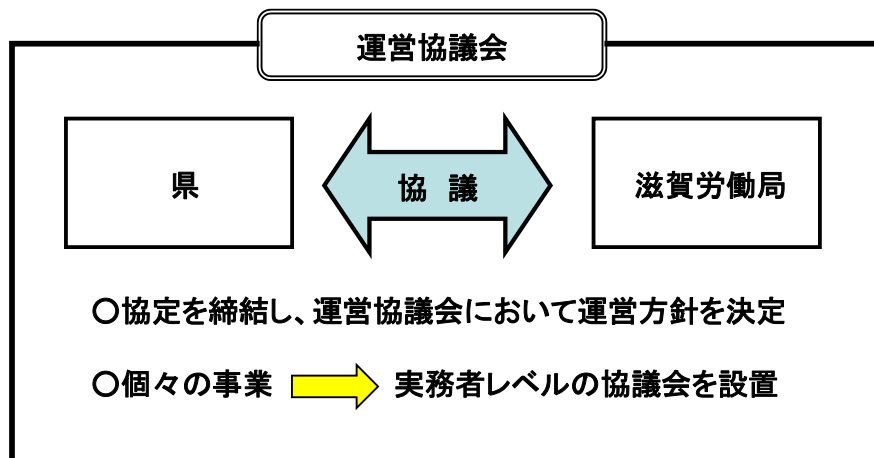 運営協議会
県
協 議
滋賀労働局
○協定を締結し、運営協議会において運営方針を決定
○個々の事業 実務者レベルの協議会を設置